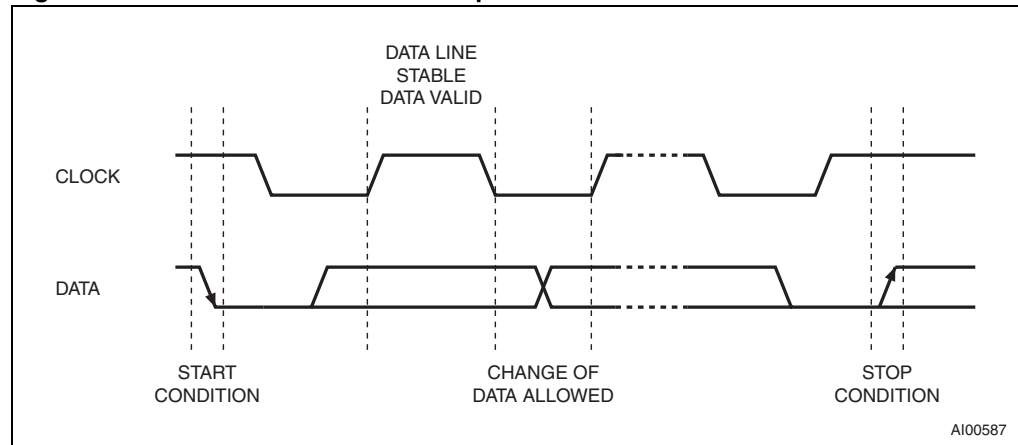 DATA LINE
STABLE
DATA VALID
CLOCK
DATA
START
CONDITION
CHANGE OF
DATA ALLOWED
STOP
CONDITION
AI00587